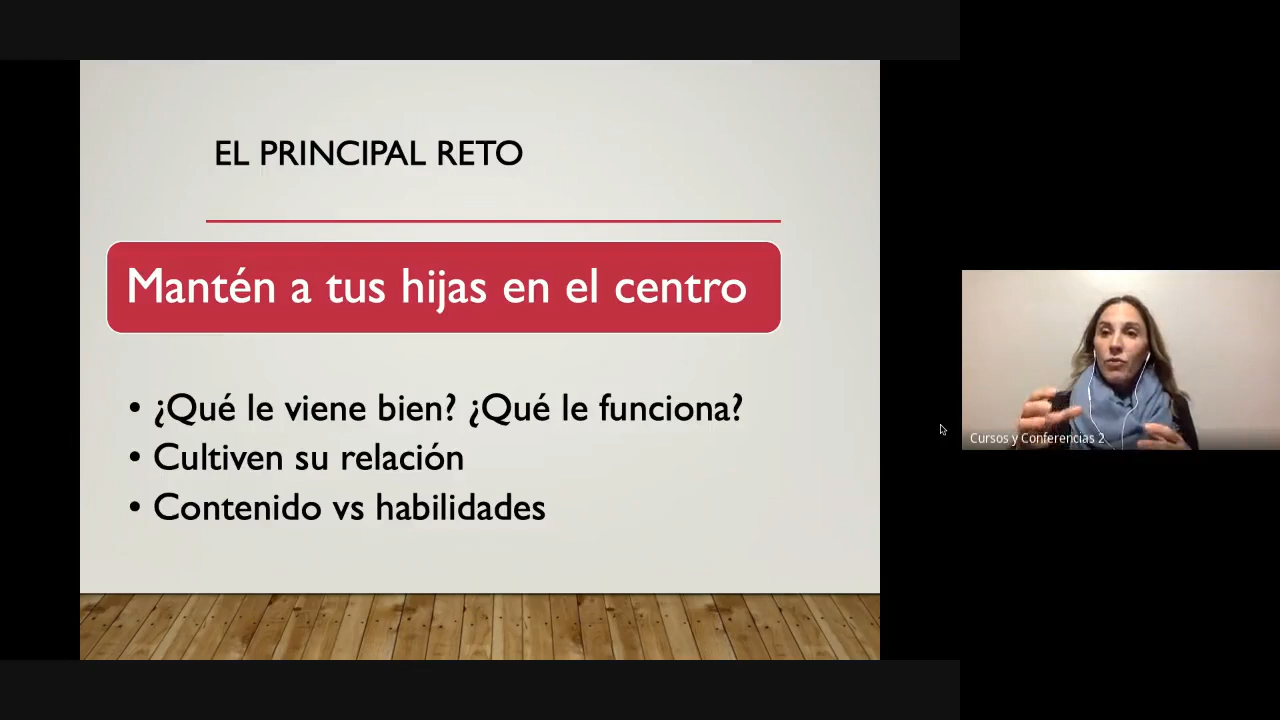 EL PRINCIPAL RETO
Mantén a tus hijas en el centro
• ¿Qué le viene bien? ¿Qué le funciona?
• Cultiven su relación
• Contenido vs habilidades
Cursos y Conferencias 2